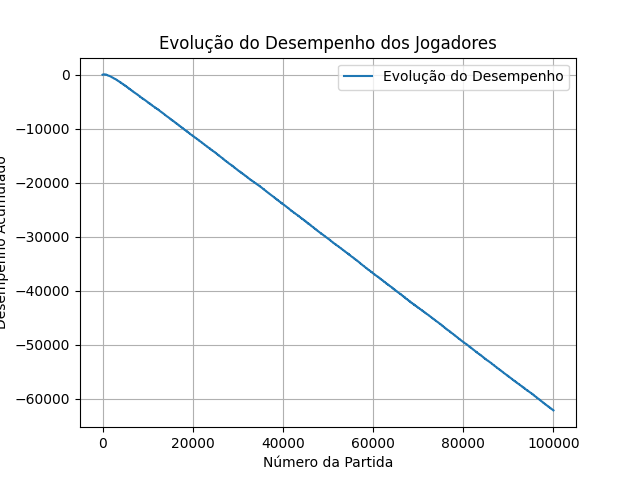 Evolução do Desempenho dos Jogadores
Evolução do Desempenho
0
−10000
−20000
−30000
−40000
−50000
−60000
Desempenho Acumulado
0 20000 40000 60000 80000 100000
Número da Partida